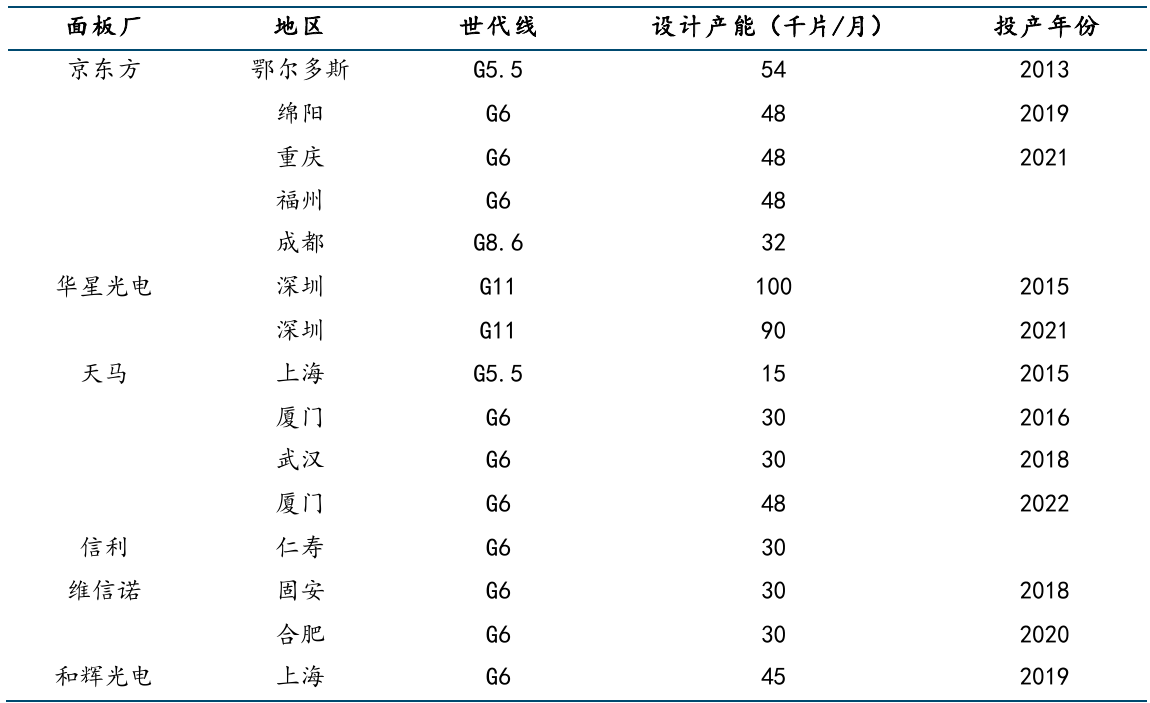 面板厂 地区 世代线 设计产能（千片/月） 投产年份
京东方 鄂尔多斯 G5.5 54 2013
绵阳 G6 48 2019
重庆 G6 48 2021
福州 G6 48
成都 G8.6 32
华星光电 深圳 G11 100 2015
深圳 G11 90 2021
天马 上海 G5.5 15 2015
厦门 G6 30 2016
武汉 G6 30 2018
厦门 G6 48 2022
信利 仁寿 G6 30
维信诺 固安 G6 30 2018
合肥 G6 30 2020
和辉光电 上海 G6 45 2019